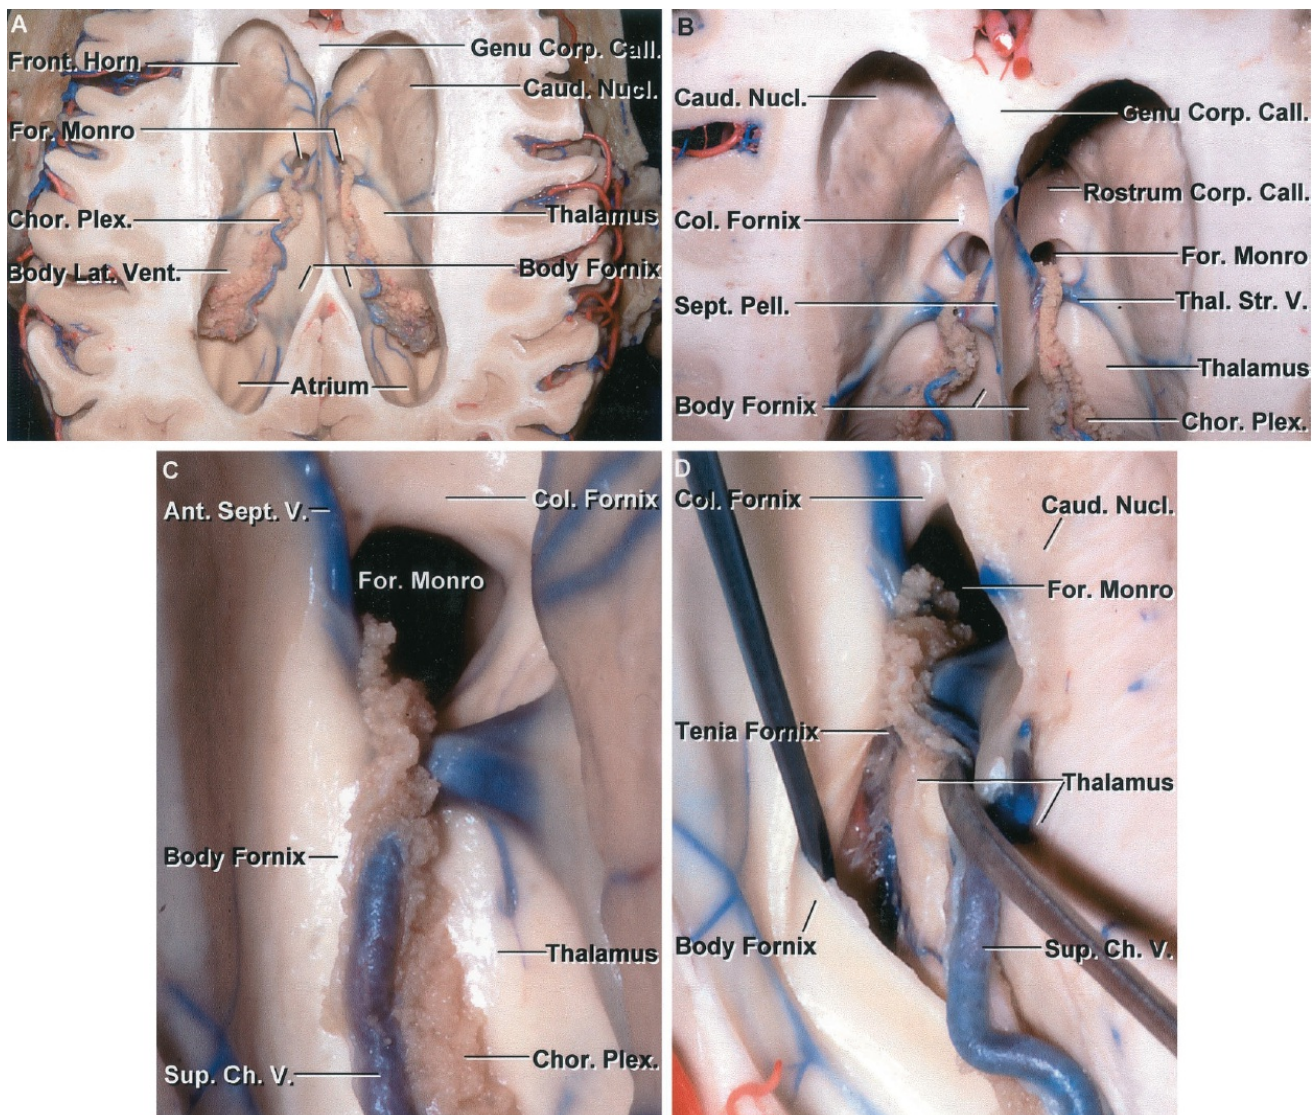 A
Front. Horn
Genu Corp. Call.
Caud. Nucl.
For. Monro
Chor. Plex.
Thalamus
Body Lat. Vent.
Body Fornix
Atrium
B
Caud. Nucl.
Genu Corp. Call.
Rostrum Corp. Call.
Col. Fornix
For. Monro
Sept. Pell.
Thal. Str. V.
Thalamus
Body Fornix
Chor. Plex.
C
Ant. Sept. V.
Col. Fornix
For. Monro
Body Fornix
Thalamus
Chor. Plex.
Sup. Ch. V.
D
Col. Fornix
Caud. Nucl.
For. Monro
Tenia Fornix
Thalamus
Body Fornix
Sup. Ch. V.